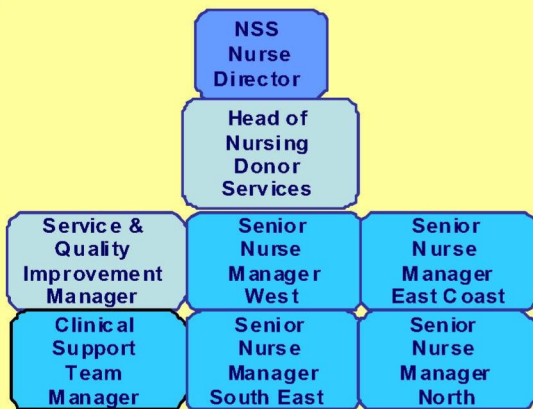 NSS
Nurse
Director
Head of
Nursing
Donor
Services
Service &
Quality
Improvement
Manager
Senior
Nurse
Manager
West
Senior
Nurse
Manager
East Coast
Clinical
Support
Team
Manager
Senior
Nurse
Manager
South East
Senior
Nurse
Manager
North